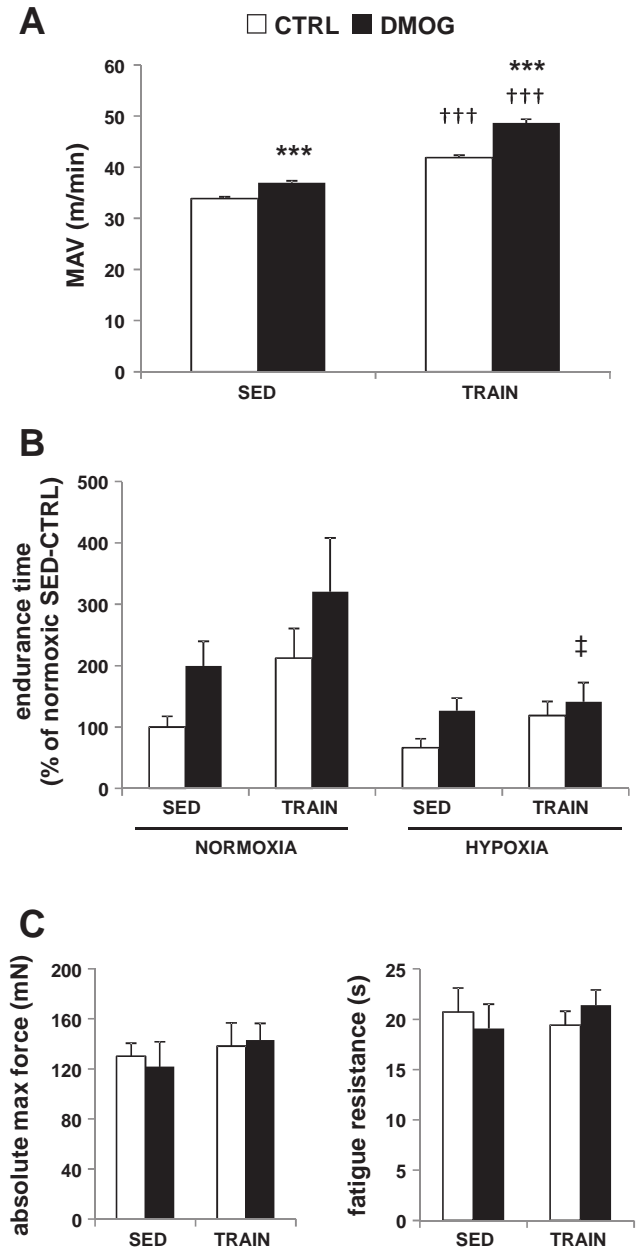 A
CTRL DMOG
MAV (m/min)
60
50
40
30
20
10
0
***
†††
***
†††
SED TRAIN
B
endurance time
(% of normoxic SED-CTRL)
500
400
300
200
100
0
‡
SED TRAIN SED TRAIN
NORMOXIA HYPOXIA
C
absolute max force (mN)
200
160
120
80
40
0
SED TRAIN
fatigue resistance (s)
25
20
15
10
5
0
SED TRAIN